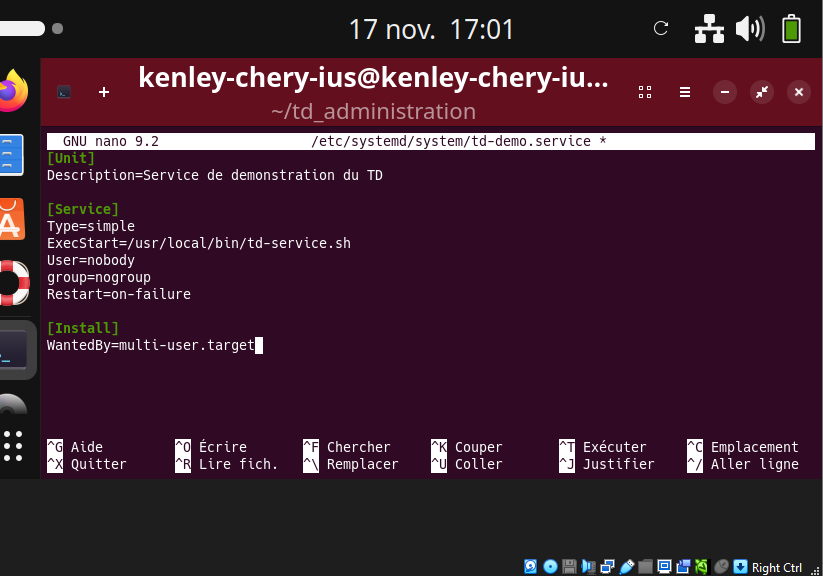 17 nov. 17:01
kenley-chery-ius@kenley-chery-iu...
~/td_administration
GNU nano 9.2 /etc/systemd/system/td-demo.service *
[Unit]
Description=Service de demonstration du TD
[Service]
Type=simple
ExecStart=/usr/local/bin/td-service.sh
User=nobody
group=nogroup
Restart=on-failure
[Install]
WantedBy=multi-user.target
^G Aide ^O Écrire ^F Chercher ^K Couper ^T Exécuter ^C Emplacement
^X Quitter ^R Lire fich. ^\ Remplacer ^U Coller ^J Justifier ^/ Aller ligne
Right Ctrl